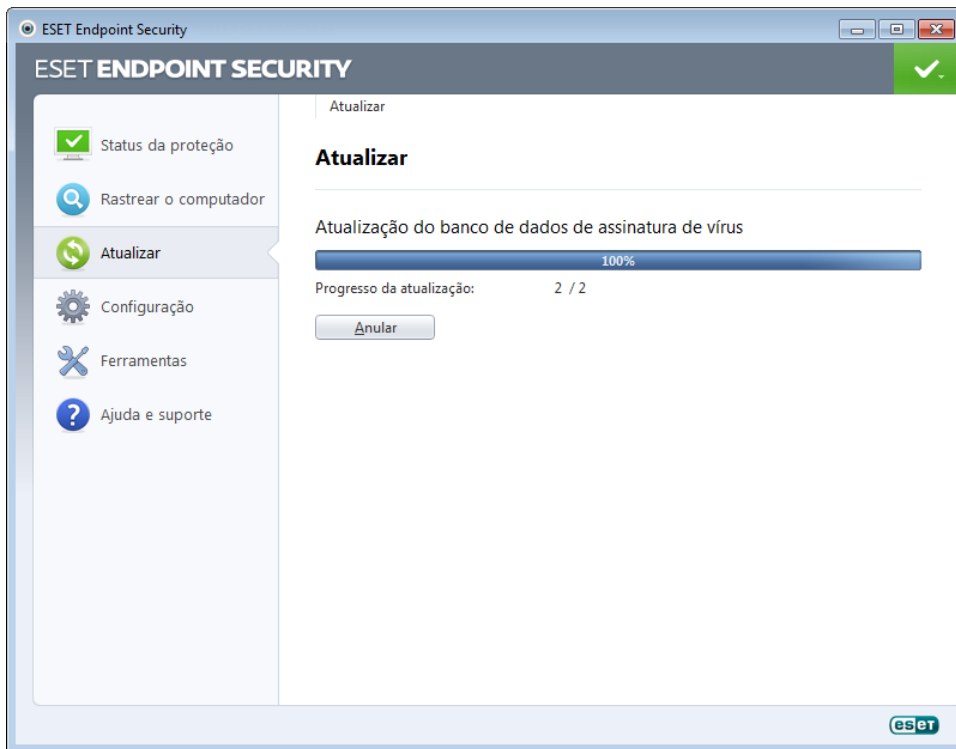 ESET Endpoint Security
ESET ENDPOINT SECURITY
Status da proteção
Rastrear o computador
Atualizar
Configuração
Ferramentas
Ajuda e suporte
Atualizar
Atualizar
Atualização do banco de dados de assinatura de vírus
100%
Progresso da atualização: 2 / 2
Anular
eseT